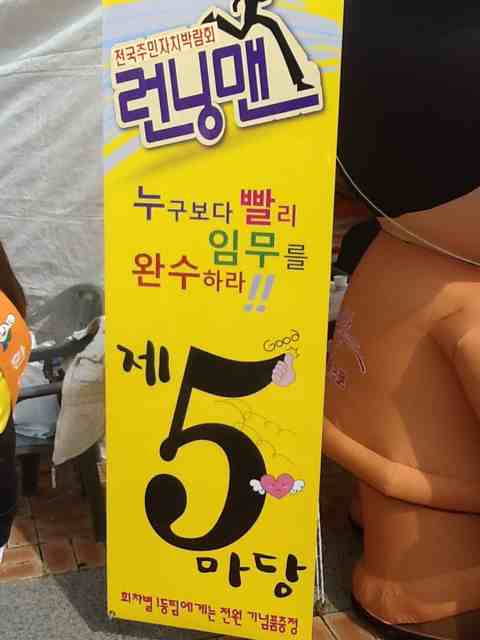 전국주민자치박람회
런닝맨
누구보다 빨리
임무를
완수하라!!
Good
제
5
마당
회차별 1등팀에게는 전원 기념품증정